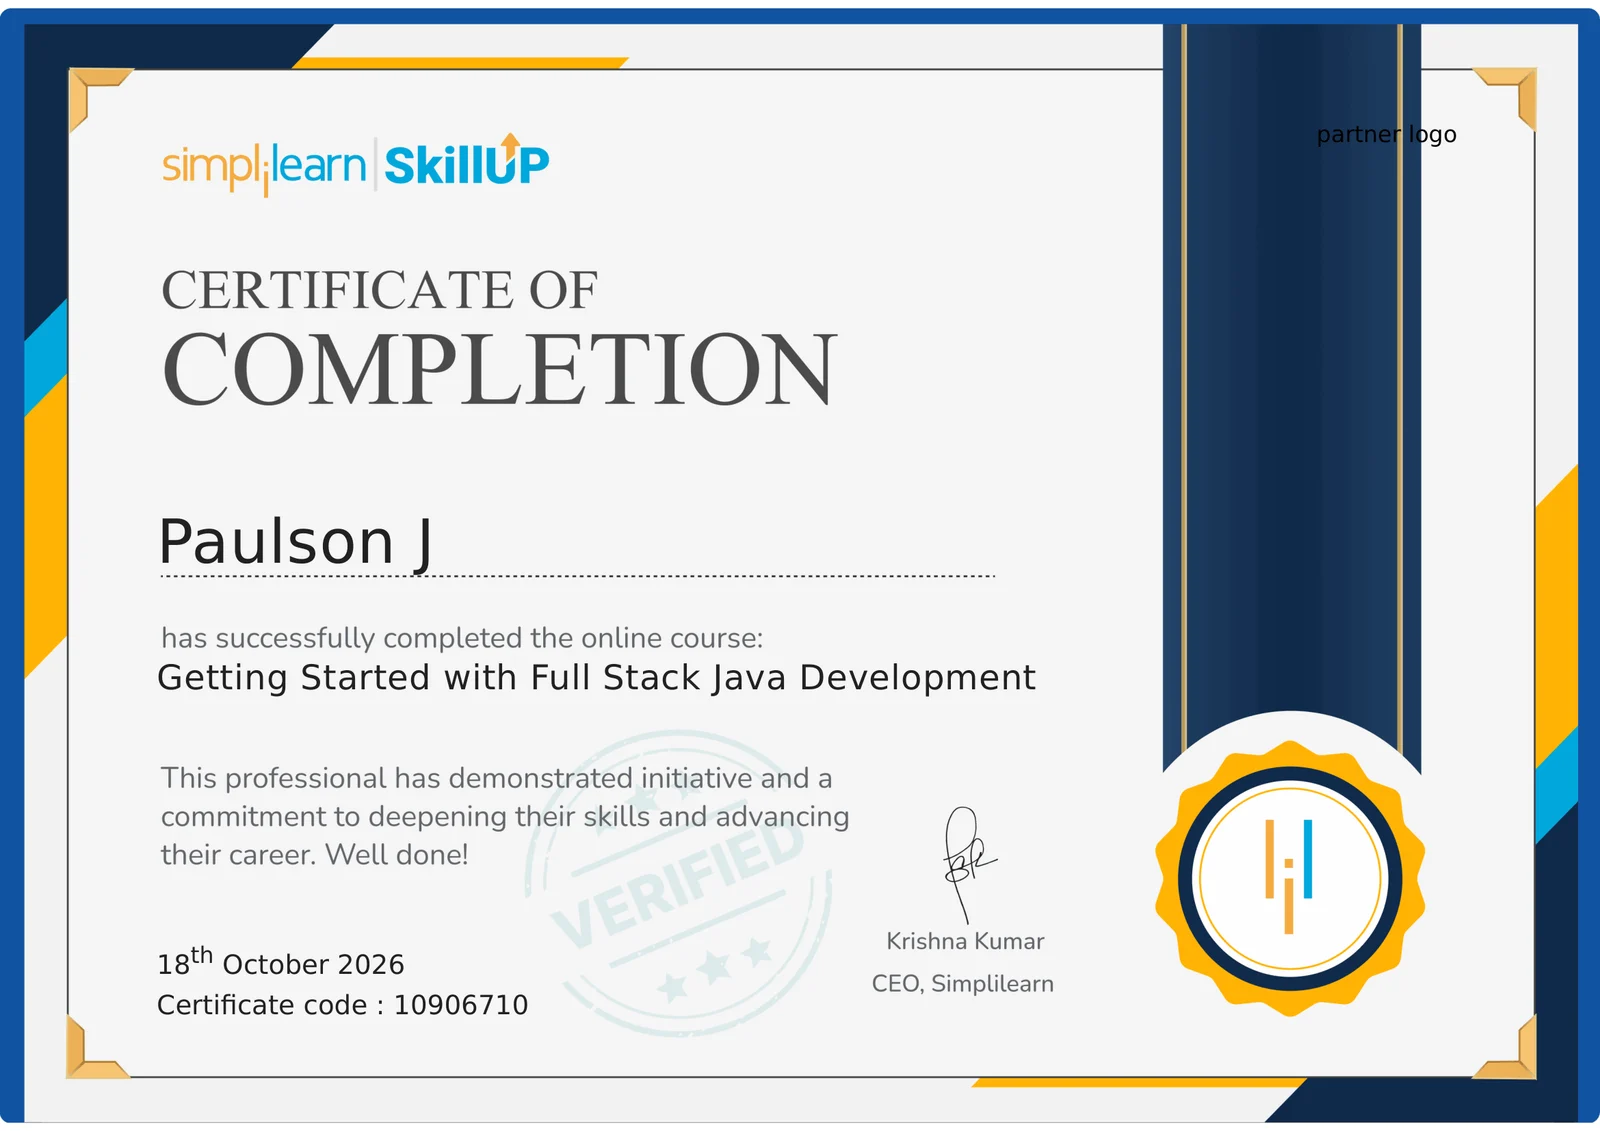 partner logo
simplilearn | SkillUP
CERTIFICATE OF
COMPLETION
Paulson J
has successfully completed the online course:
Getting Started with Full Stack Java Development
This professional has demonstrated initiative and a
commitment to deepening their skills and advancing
their career. Well done!
VERIFIED
18th October 2026
Certificate code : 10906710
Krishna Kumar
CEO, Simplilearn